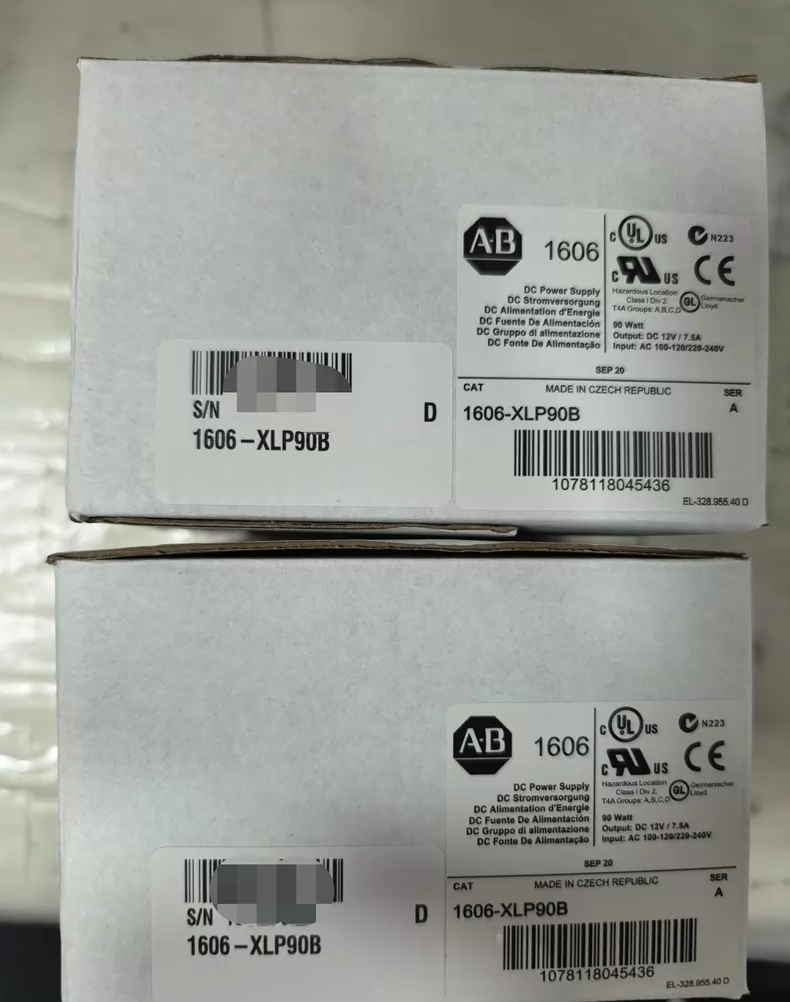 A·B 1606
C UL US
N223
C US
CE
Hazardous Location
Class I Div 2,
T4A Groups: A,B,C,D
GL
Germanischer
Lloyd
DC Power Supply
DC Stromversorgung
DC Alimentation d'Energie
DC Fuente De Alimentación
DC Gruppo di alimentazione
DC Fonte De Alimentação
90 Watt
Output: DC 12V / 7.5A
Input: AC 100-120/220-240V
SEP 20
CAT MADE IN CZECH REPUBLIC SER
1606-XLP90B A
1078118045436
EL-328.955.40 D
S/N D
1606-XLP90B
A·B 1606
C UL US
N223
C US
CE
Hazardous Location
Class I Div 2,
T4A Groups: A,B,C,D
GL
Germanischer
Lloyd
DC Power Supply
DC Stromversorgung
DC Alimentation d'Energie
DC Fuente De Alimentación
DC Gruppo di alimentazione
DC Fonte De Alimentação
90 Watt
Output: DC 12V / 7.5A
Input: AC 100-120/220-240V
SEP 20
CAT MADE IN CZECH REPUBLIC SER
1606-XLP90B A
1078118045436
EL-328.955.40 D
S/N D
1606-XLP90B